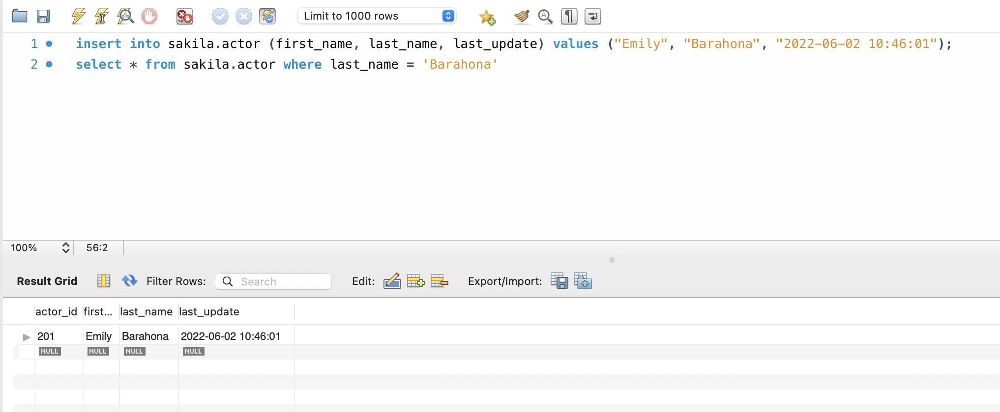 Limit to 1000 rows
1 insert into sakila.actor (first_name, last_name, last_update) values ("Emily", "Barahona", "2022-06-02 10:46:01");
2 select * from sakila.actor where last_name = 'Barahona'
100% 56:2
Result Grid Filter Rows: Search Edit: Export/Import:
actor_id first... last_name last_update
201 Emily Barahona 2022-06-02 10:46:01
NULL NULL NULL NULL